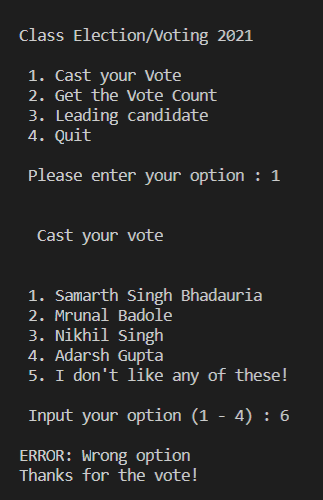 Class Election/Voting 2021
1. Cast your Vote
2. Get the Vote Count
3. Leading candidate
4. Quit
Please enter your option : 1
Cast your vote
1. Samarth Singh Bhadauria
2. Mrunal Badole
3. Nikhil Singh
4. Adarsh Gupta
5. I don't like any of these!
Input your option (1 - 4) : 6
ERROR: Wrong option
Thanks for the vote!